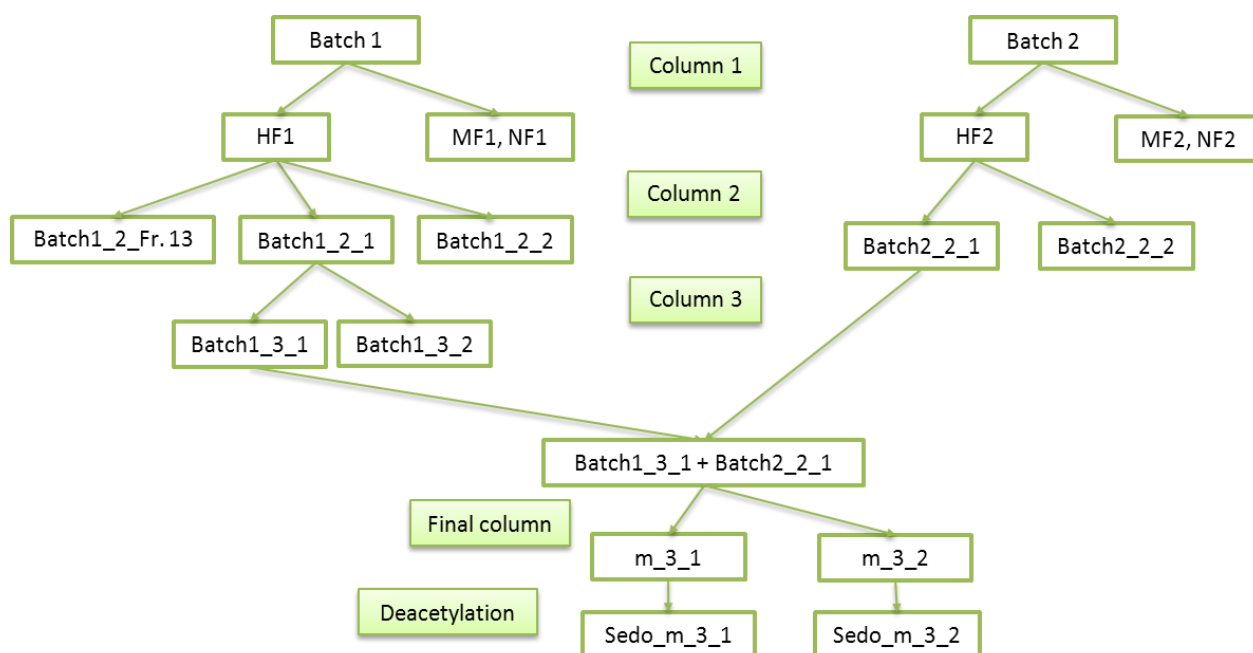 Batch 1
Column 1
Batch 2
HF1
MF1, NF1
HF2
MF2, NF2
Column 2
Batch1_2_Fr. 13
Batch1_2_1
Batch1_2_2
Batch2_2_1
Batch2_2_2
Column 3
Batch1_3_1
Batch1_3_2
Batch1_3_1 + Batch2_2_1
Final column
m_3_1
m_3_2
Deacetylation
Sedo_m_3_1
Sedo_m_3_2